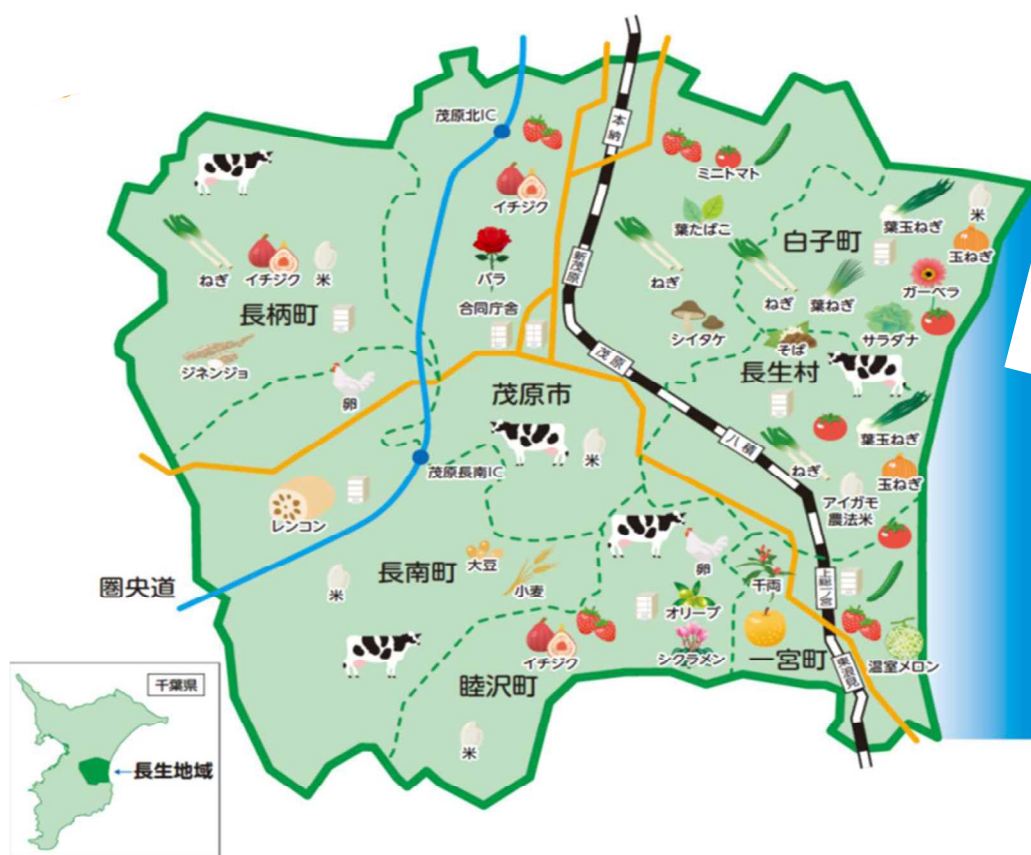 茂原北IC
本納
ミニトマト
イチジク
葉たばこ
葉玉ねぎ
米
白子町
玉ねぎ
バラ
新茂原
ねぎ
ねぎ
葉ねぎ
ガーベラ
ねぎ
イチジク
米
合同庁舎
シイタケ
そば
サラダナ
長柄町
ジネンジョ
茂原
長生村
卵
茂原市
葉玉ねぎ
八積
米
茂原長南IC
ねぎ
玉ねぎ
アイガモ
農法米
レンコン
長南町
大豆
小麦
卵
千両
上総一ノ宮
圏央道
米
オリーブ
イチジク
シクラメン
一宮町
東浪見
温室メロン
睦沢町
米
千葉県
長生地域